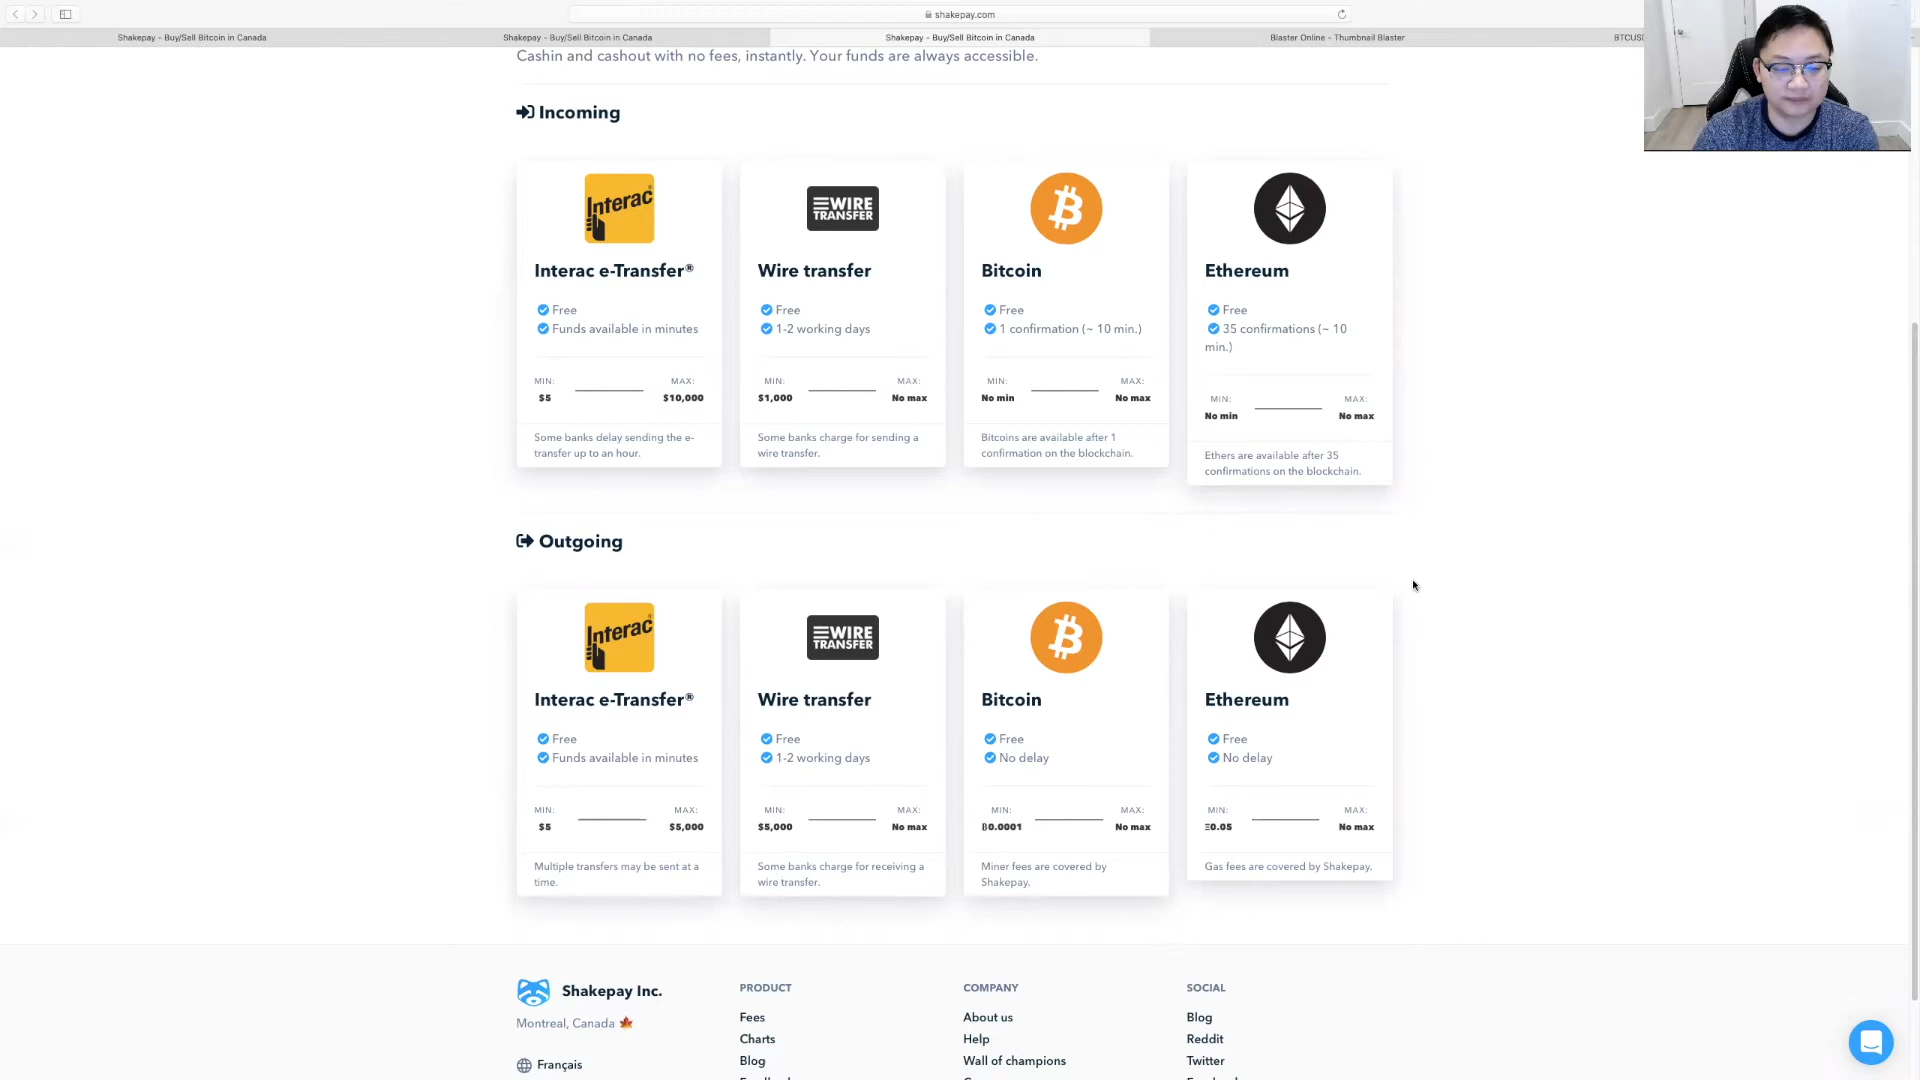 shakepay.com
Shakepay - Buy/Sell Bitcoin in Canada
Shakepay - Buy/Sell Bitcoin in Canada
Shakepay - Buy/Sell Bitcoin in Canada
Blaster Online - Thumbnail Blaster
Cashin and cashout with no fees, instantly. Your funds are always accessible.
Incoming
Interac®
Interac e-Transfer®
Free
Funds available in minutes
MIN:
MAX:
$5
$10,000
Some banks delay sending the e-
transfer up to an hour.
WIRE
TRANSFER
Wire transfer
Free
1-2 working days
MIN:
MAX:
$1,000
No max
Some banks charge for sending a
wire transfer.
Bitcoin
Free
1 confirmation (~ 10 min.)
MIN:
MAX:
No min
No max
Bitcoins are available after 1
confirmation on the blockchain.
Ethereum
Free
35 confirmations (~ 10
min.)
MIN:
MAX:
No min
No max
Ethers are available after 35
confirmations on the blockchain.
Outgoing
Interac®
Interac e-Transfer®
Free
Funds available in minutes
MIN:
MAX:
$5
$5,000
Multiple transfers may be sent at a
time.
WIRE
TRANSFER
Wire transfer
Free
1-2 working days
MIN:
MAX:
$5,000
No max
Some banks charge for receiving a
wire transfer.
Bitcoin
Free
No delay
MIN:
MAX:
₿0.0001
No max
Miner fees are covered by
Shakepay.
Ethereum
Free
No delay
MIN:
MAX:
Ξ0.05
No max
Gas fees are covered by Shakepay.
Shakepay Inc.
Montreal, Canada
Français
PRODUCT
Fees
Charts
Blog
COMPANY
About us
Help
Wall of champions
SOCIAL
Blog
Reddit
Twitter